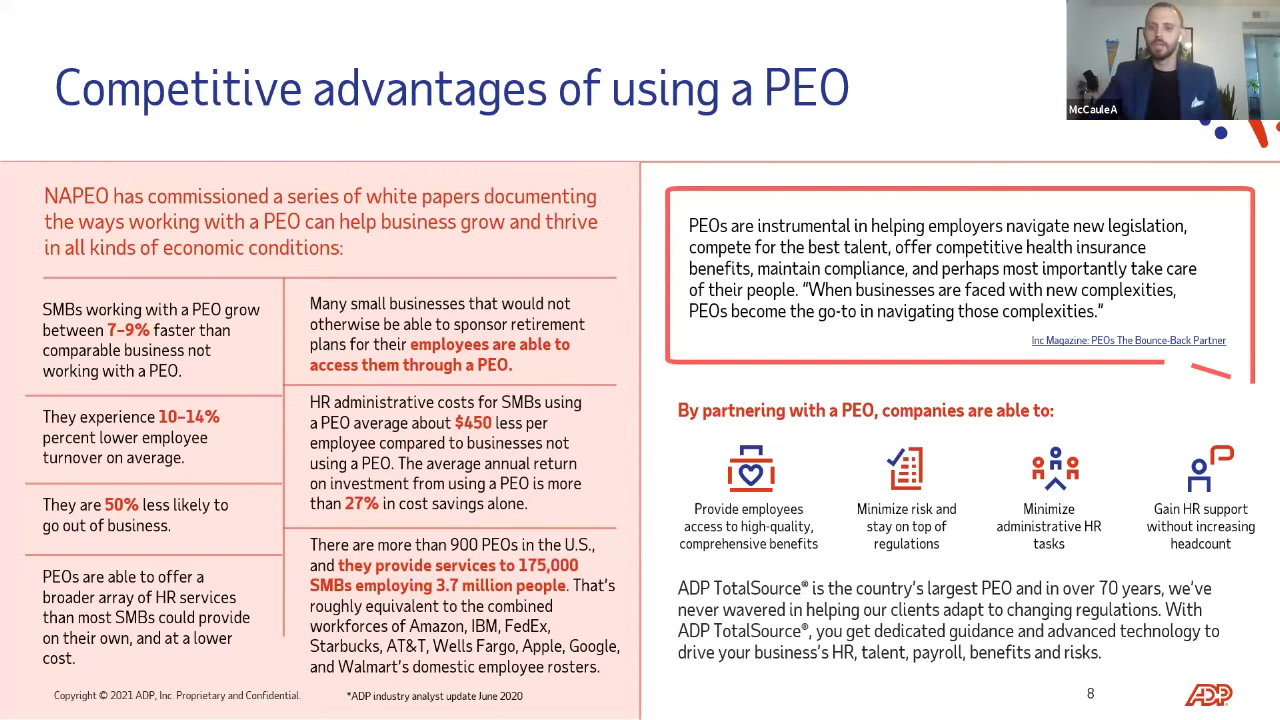 Competitive advantages of using a PEO
McCaule A
NAPEO has commissioned a series of white papers documenting
the ways working with a PEO can help business grow and thrive
in all kinds of economic conditions:
SMBs working with a PEO grow
between 7–9% faster than
comparable business not
working with a PEO.
They experience 10–14%
percent lower employee
turnover on average.
They are 50% less likely to
go out of business.
PEOs are able to offer a
broader array of HR services
than most SMBs could provide
on their own, and at a lower
cost.
Many small businesses that would not
otherwise be able to sponsor retirement
plans for their employees are able to
access them through a PEO.
HR administrative costs for SMBs using
a PEO average about $450 less per
employee compared to businesses not
using a PEO. The average annual return
on investment from using a PEO is more
than 27% in cost savings alone.
There are more than 900 PEOs in the U.S.,
and they provide services to 175,000
SMBs employing 3.7 million people. That's
roughly equivalent to the combined
workforces of Amazon, IBM, FedEx,
Starbucks, AT&T, Wells Fargo, Apple, Google,
and Walmart's domestic employee rosters.
Copyright © 2021 ADP, Inc. Proprietary and Confidential.
*ADP industry analyst update June 2020
PEOs are instrumental in helping employers navigate new legislation,
compete for the best talent, offer competitive health insurance
benefits, maintain compliance, and perhaps most importantly take care
of their people. “When businesses are faced with new complexities,
PEOs become the go-to in navigating those complexities.”
Inc Magazine: PEOs The Bounce-Back Partner
By partnering with a PEO, companies are able to:
Provide employees
access to high-quality,
comprehensive benefits
Minimize risk and
stay on top of
regulations
Minimize
administrative HR
tasks
Gain HR support
without increasing
headcount
ADP TotalSource® is the country's largest PEO and in over 70 years, we've
never wavered in helping our clients adapt to changing regulations. With
ADP TotalSource®, you get dedicated guidance and advanced technology to
drive your business's HR, talent, payroll, benefits and risks.
8
ADP